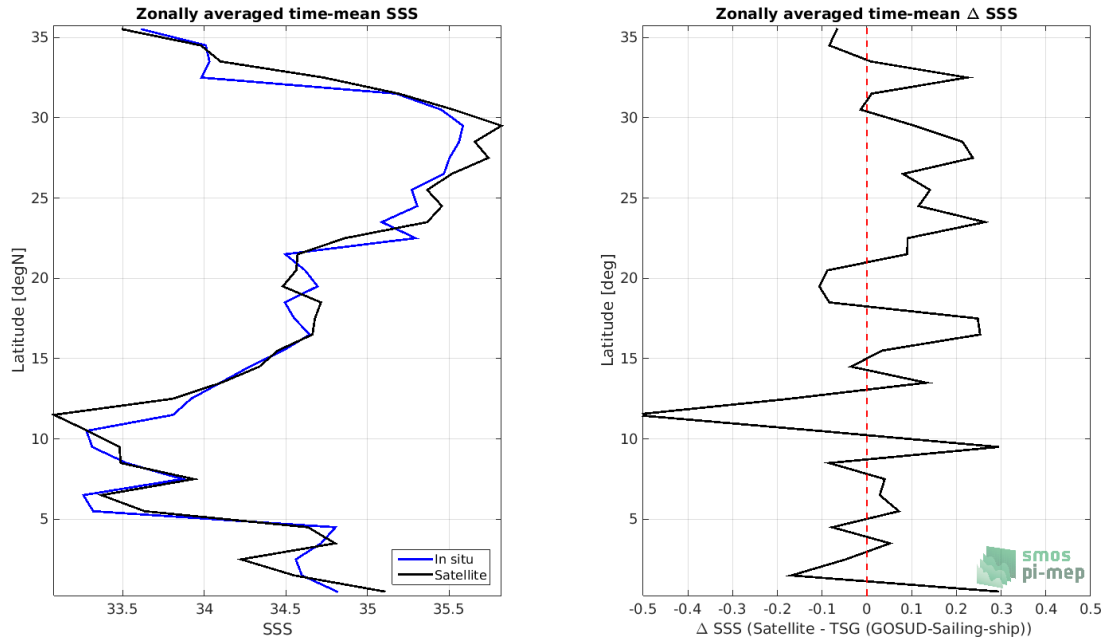 Zonally averaged time-mean SSS
35
30
25
20
15
10
5
Latitude [degN]
33.5 34 34.5 35 35.5
SSS
In situ
Satellite
Zonally averaged time-mean Δ SSS
35
30
25
20
15
10
5
Latitude [deg]
-0.5 -0.4 -0.3 -0.2 -0.1 0 0.1 0.2 0.3 0.4 0.5
Δ SSS (Satellite - TSG (GOSUD-Sailing-ship))
smos
pi-mep